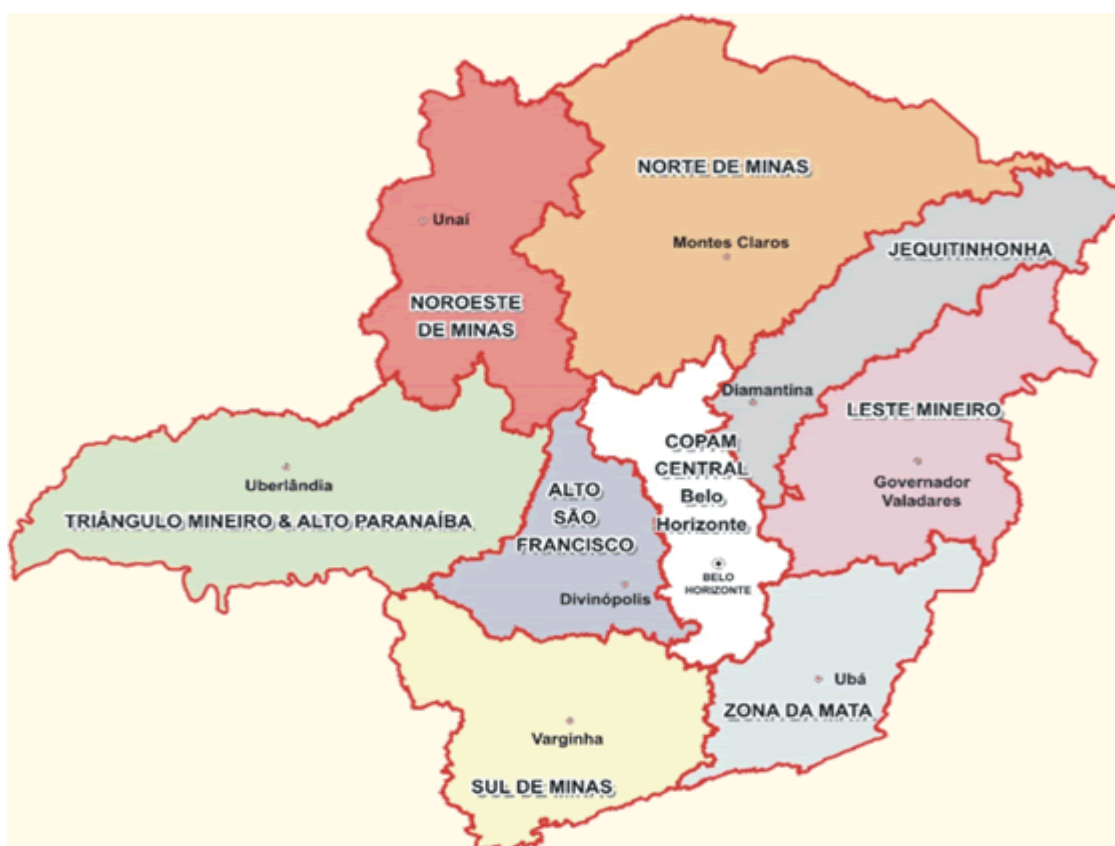 NORTE DE MINAS
Unaí
Montes Claros
JEQUITINHONHA
NOROESTE
DE MINAS
Diamantina
LESTE MINEIRO
COPAM
CENTRAL
Belo
Horizonte
Uberlândia
TRIÂNGULO MINEIRO & ALTO PARANAÍBA
ALTO
SÃO
FRANCISCO
Governador
Valadares
BELO
HORIZONTE
Divinópolis
Ubá
ZONA DA MATA
Varginha
SUL DE MINAS